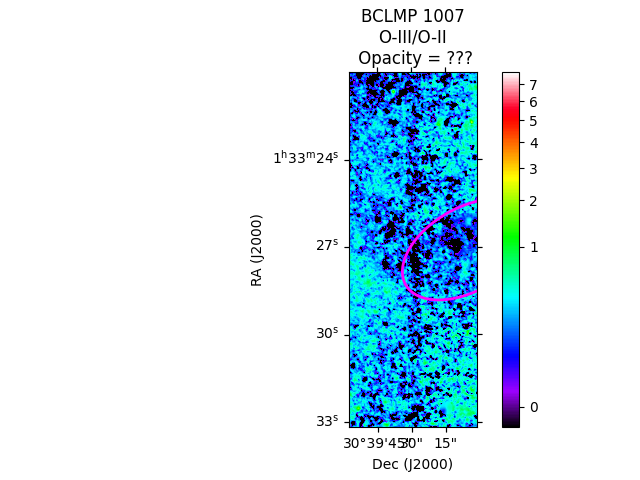 BCLMP 1007
O-III/O-II
Opacity = ???
1h33m24s
27s
30s
33s
RA (J2000)
30°39'45" 30" 15"
Dec (J2000)
7
6
5
4
3
2
1
0